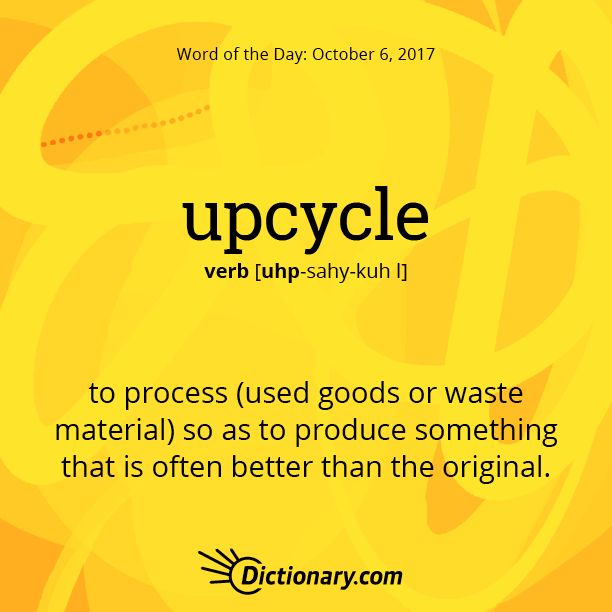 Word of the Day: October 6, 2017
upcycle
verb [uhp-sahy-kuh l]
to process (used goods or waste
material) so as to produce something
that is often better than the original.
Dictionary.com